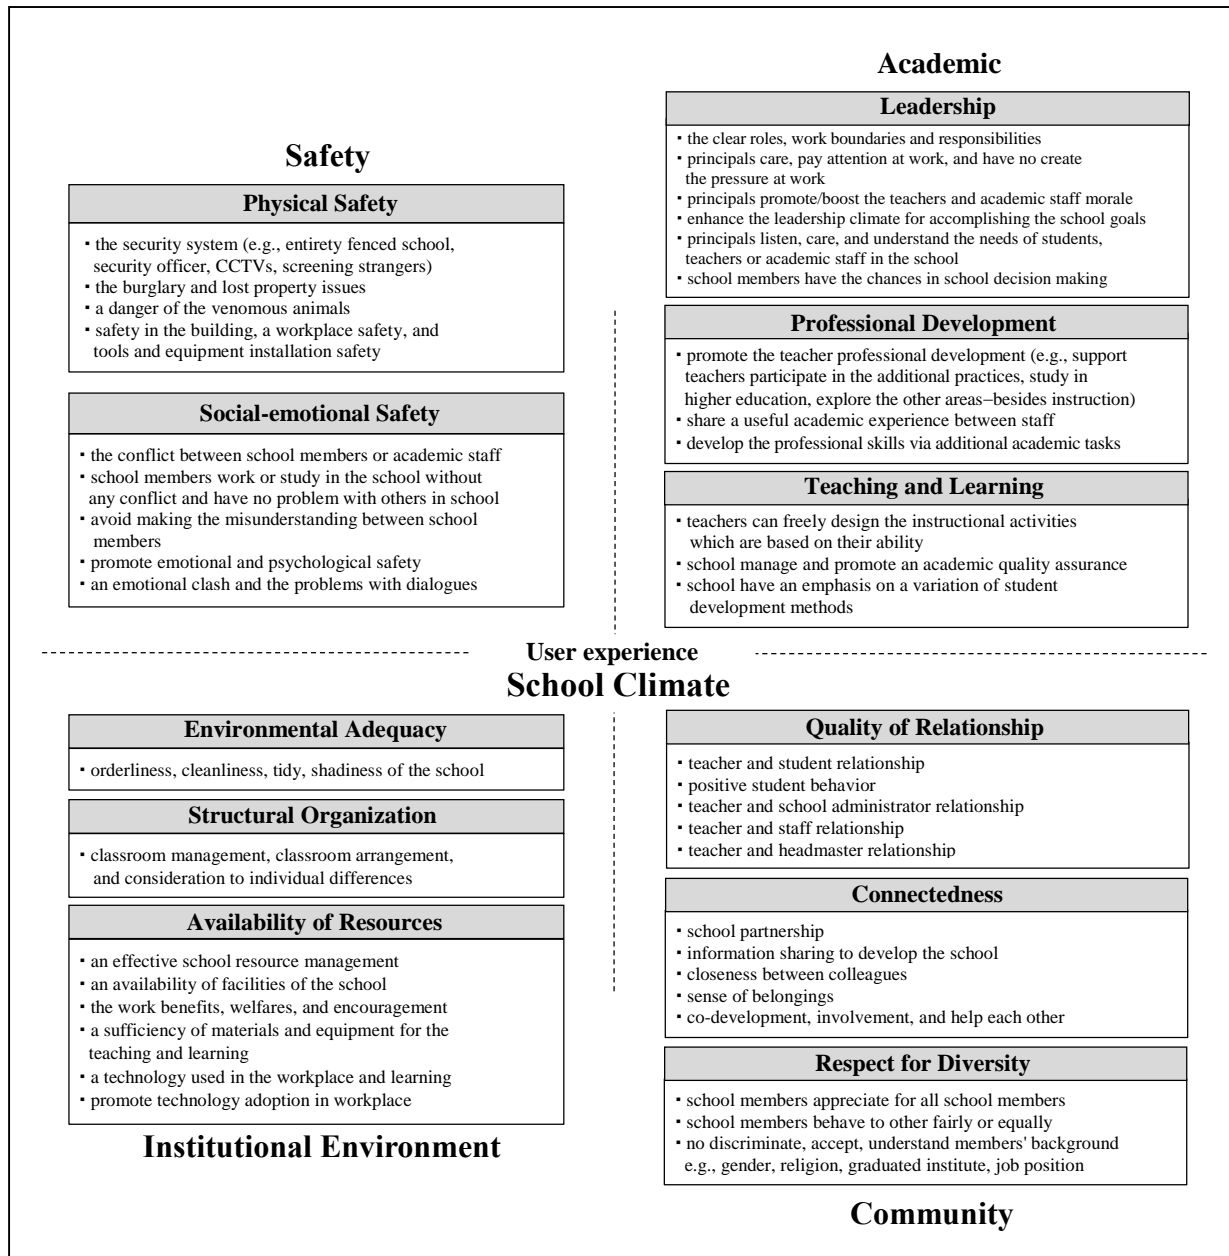 Safety
Physical Safety
▪ the security system (e.g., entirety fenced school,
security officer, CCTVs, screening strangers)
▪ the burglary and lost property issues
▪ a danger of the venomous animals
▪ safety in the building, a workplace safety, and
tools and equipment installation safety
Social-emotional Safety
▪ the conflict between school members or academic staff
▪ school members work or study in the school without
any conflict and have no problem with others in school
▪ avoid making the misunderstanding between school
members
▪ promote emotional and psychological safety
▪ an emotional clash and the problems with dialogues
Academic
Leadership
▪ the clear roles, work boundaries and responsibilities
▪ principals care, pay attention at work, and have no create
the pressure at work
▪ principals promote/boost the teachers and academic staff morale
▪ enhance the leadership climate for accomplishing the school goals
▪ principals listen, care, and understand the needs of students,
teachers or academic staff in the school
▪ school members have the chances in school decision making
Professional Development
▪ promote the teacher professional development (e.g., support
teachers participate in the additional practices, study in
higher education, explore the other areas–besides instruction)
▪ share a useful academic experience between staff
▪ develop the professional skills via additional academic tasks
Teaching and Learning
▪ teachers can freely design the instructional activities
which are based on their ability
▪ school manage and promote an academic quality assurance
▪ school have an emphasis on a variation of student
development methods
User experience
School Climate
Environmental Adequacy
▪ orderliness, cleanliness, tidy, shadiness of the school
Structural Organization
▪ classroom management, classroom arrangement,
and consideration to individual differences
Availability of Resources
▪ an effective school resource management
▪ an availability of facilities of the school
▪ the work benefits, welfares, and encouragement
▪ a sufficiency of materials and equipment for the
teaching and learning
▪ a technology used in the workplace and learning
▪ promote technology adoption in workplace
Institutional Environment
Quality of Relationship
▪ teacher and student relationship
▪ positive student behavior
▪ teacher and school administrator relationship
▪ teacher and staff relationship
▪ teacher and headmaster relationship
Connectedness
▪ school partnership
▪ information sharing to develop the school
▪ closeness between colleagues
▪ sense of belongings
▪ co-development, involvement, and help each other
Respect for Diversity
▪ school members appreciate for all school members
▪ school members behave to other fairly or equally
▪ no discriminate, accept, understand members' background
e.g., gender, religion, graduated institute, job position
Community